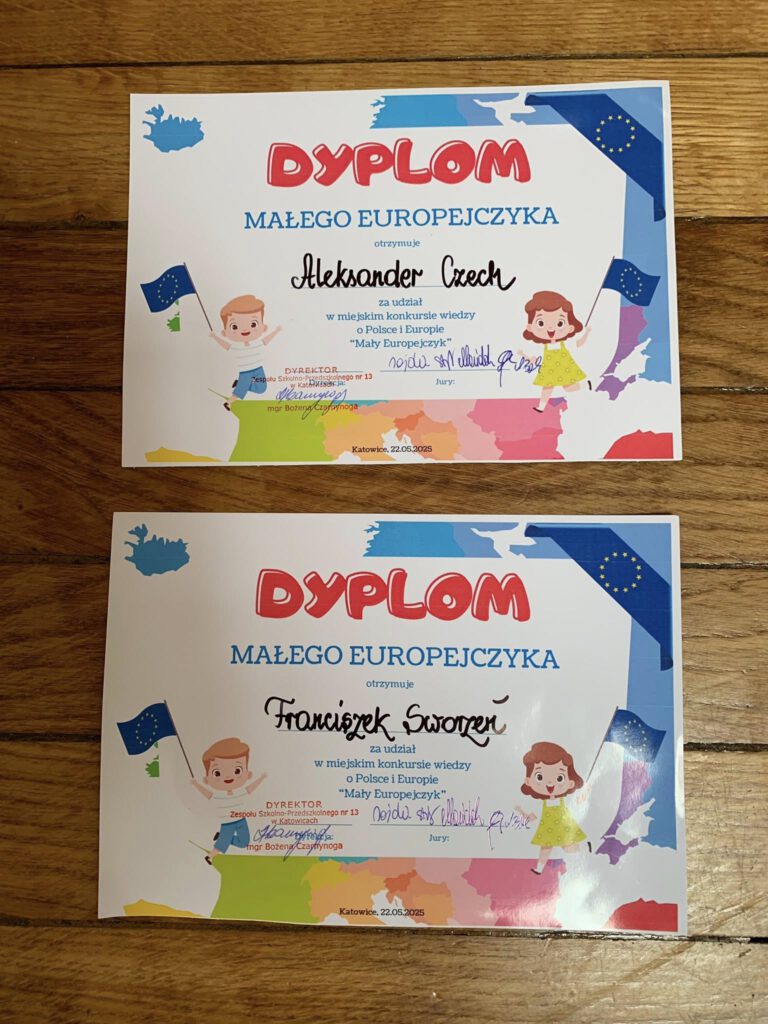 DYPLOM
MAŁEGO EUROPEJCZYKA
otrzymuje
Aleksander Czech
za udział
w miejskim konkursie wiedzy
o Polsce i Europie
“Mały Europejczyk”
DYREKTOR
Zespołu Szkolno-Przedszkolnego nr 13
w Katowicach
Dyrekcja:
mgr Bożena Czarnynoga
Jury:
Katowice, 22.05.2025
DYPLOM
MAŁEGO EUROPEJCZYKA
otrzymuje
Franciszek Sworzeń
za udział
w miejskim konkursie wiedzy
o Polsce i Europie
“Mały Europejczyk”
DYREKTOR
Zespołu Szkolno-Przedszkolnego nr 13
w Katowicach
Dyrekcja:
mgr Bożena Czarnynoga
Jury:
Katowice, 22.05.2025